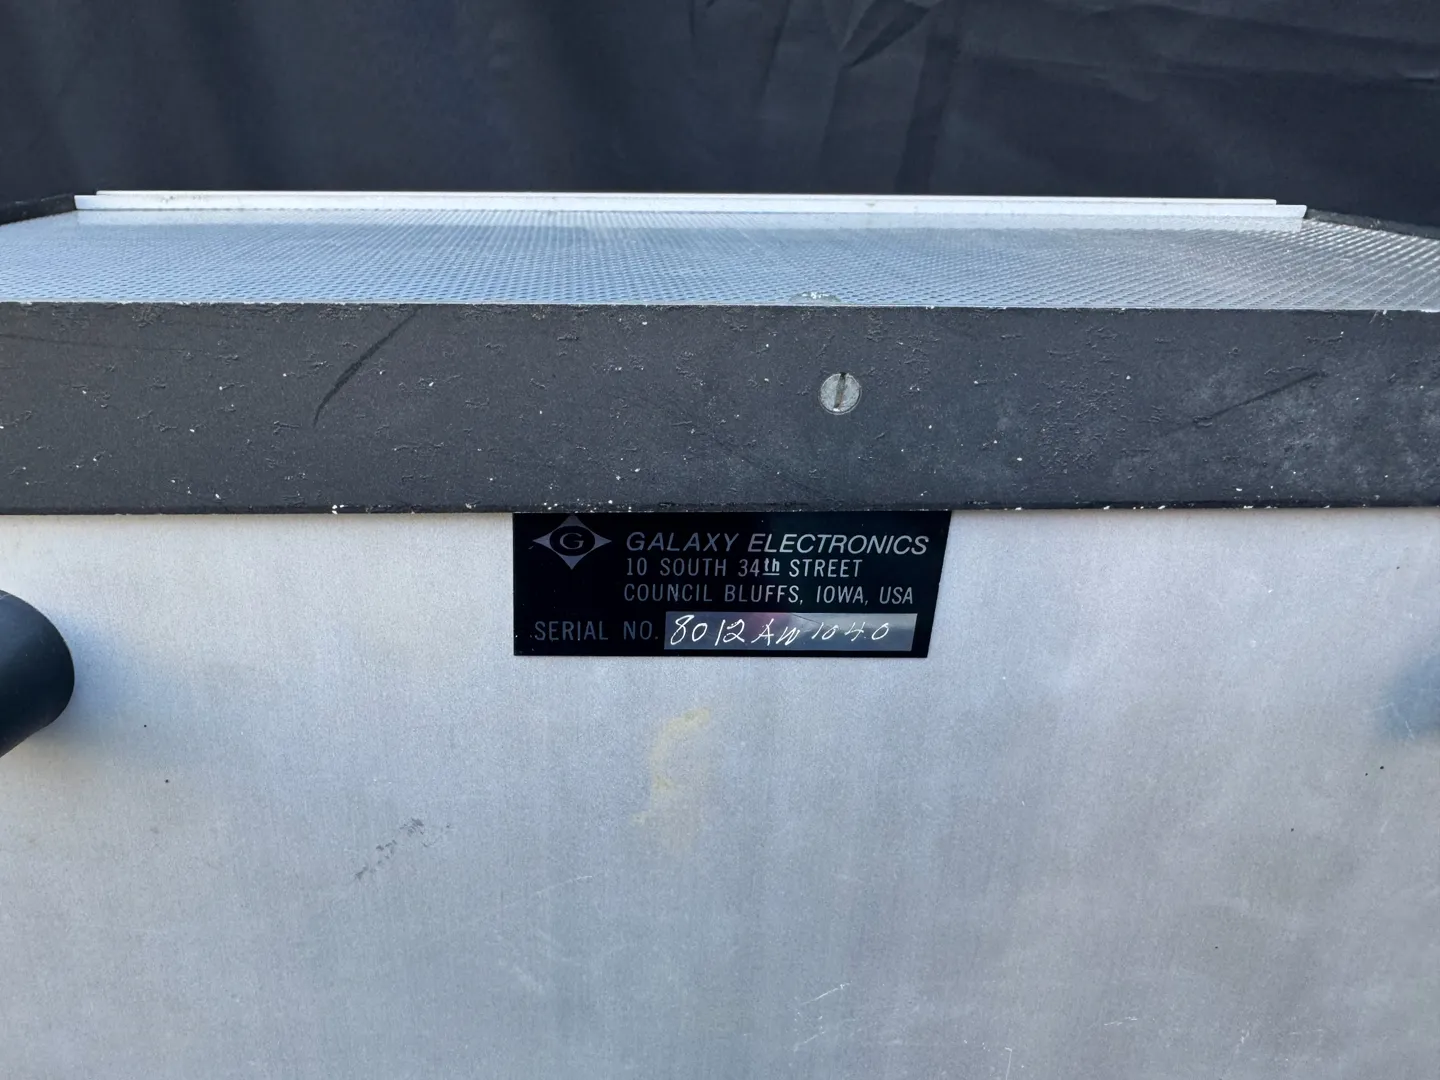 G
GALAXY ELECTRONICS
10 SOUTH 34th STREET
COUNCIL BLUFFS, IOWA, USA
SERIAL NO. 8012AW1040